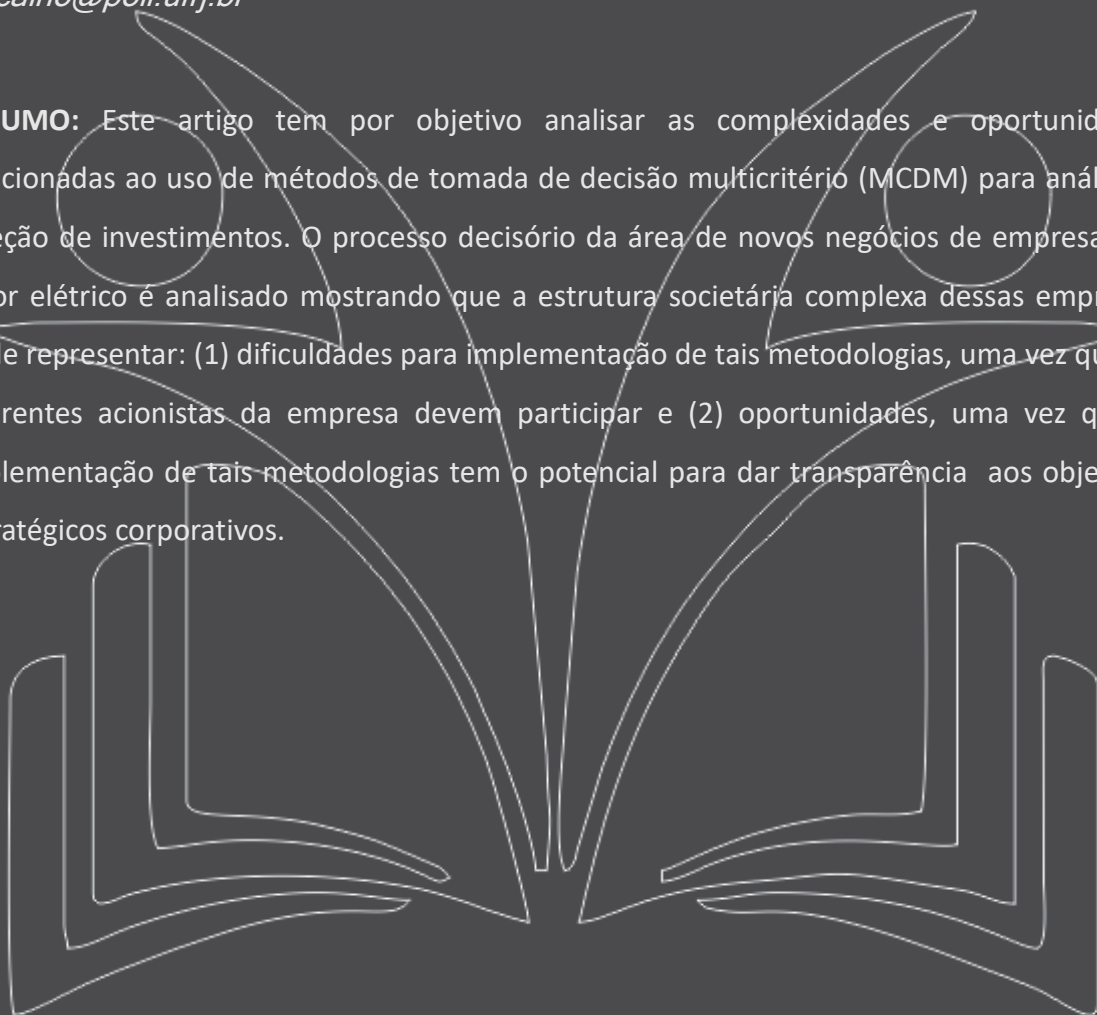 @poli.ufrj.br
UMO: Este artigo tem por objetivo analisar as complexidades e oportunid
cionadas ao uso de métodos de tomada de decisão multicritério (MCDM) para anál
eção de investimentos. O processo decisório da área de novos negócios de empresa
or elétrico é analisado mostrando que a estrutura societária complexa dessas empr
e representar: (1) dificuldades para implementação de tais metodologias, uma vez qu
rentes acionistas da empresa devem participar e (2) oportunidades, uma vez q
lementação de tais metodologias tem o potencial para dar transparência aos obje
ratégicos corporativos.